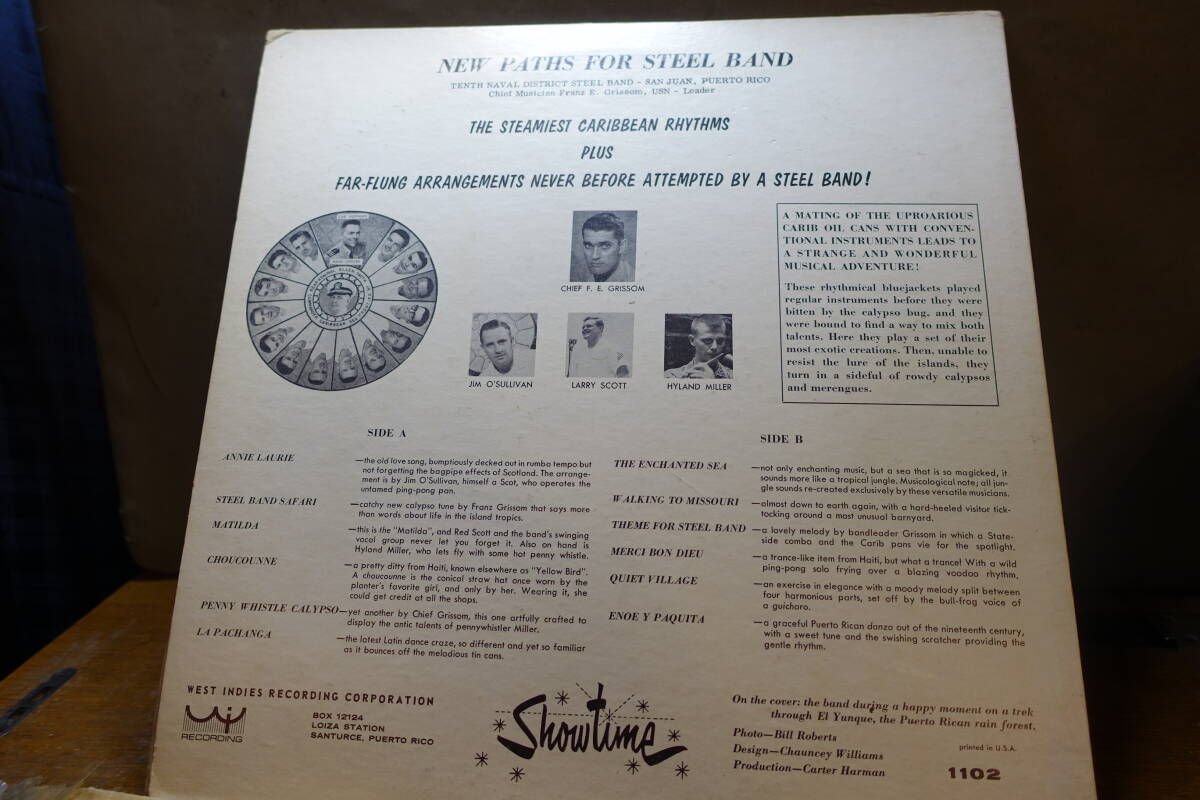 NEW PATHS FOR STEEL BAND
TENTH NAVAL DISTRICT STEEL BAND – SAN JUAN, PUERTO RICO
Chief Musician Franz E. Grissom, USN – Leader
THE STEAMIEST CARIBBEAN RHYTHMS
PLUS
FAR-FLUNG ARRANGEMENTS NEVER BEFORE ATTEMPTED BY A STEEL BAND!
CHIEF F. E. GRISSOM
JIM O'SULLIVAN
LARRY SCOTT
HYLAND MILLER
A MATING OF THE UPROARIOUS
CARIB OIL CANS WITH CONVEN-
TIONAL INSTRUMENTS LEADS TO
A STRANGE AND WONDERFUL
MUSICAL ADVENTURE!
These rhythmical bluejackets played
regular instruments before they were
bitten by the calypso bug, and they
were bound to find a way to mix both
talents. Here they play a set of their
most exotic creations. Then, unable to
resist the lure of the islands, they
turn in a sideful of rowdy calypsos
and merengues.
SIDE A
ANNIE LAURIE —the old love song, bumptiously decked out in rumba tempo but
not forgetting the bagpipe effects of Scotland. The arrange-
ment is by Jim O'Sullivan, himself a Scot, who operates the
untamed ping-pong pan.
STEEL BAND SAFARI —catchy new calypso tune by Franz Grissom that says more
than words about life in the island tropics.
MATILDA —this is the "Matilda", and Red Scott and the band's swinging
vocal group never let you forget it. Also on hand is
Hyland Miller, who lets fly with some hot penny whistle.
CHOUCOUNNE —a pretty ditty from Haiti, known elsewhere as "Yellow Bird".
A choucounne is the conical straw hat once worn by the
planter's favorite girl, and only by her. Wearing it, she
could get credit at all the shops.
PENNY WHISTLE CALYPSO—yet another by Chief Grissom, this one artfully crafted to
display the antic talents of pennywhistler Miller.
LA PACHANGA —the latest Latin dance craze, so different and yet so familiar
as it bounces off the melodious tin cans.
SIDE B
THE ENCHANTED SEA —not only enchanting music, but a sea that is so magicked, it
sounds more like a tropical jungle. Musicological note; all jun-
gle sounds re-created exclusively by these versatile musicians.
WALKING TO MISSOURI —almost down to earth again, with a hard-heeled visitor tick-
tocking around a most unusual barnyard.
THEME FOR STEEL BAND —a lovely melody by bandleader Grissom in which a State-
side combo and the Carib pans vie for the spotlight.
MERCI BON DIEU —a trance-like item from Haiti, but what a trance! With a wild
ping-pong solo frying over a blazing voodoo rhythm.
QUIET VILLAGE —an exercise in elegance with a moody melody split between
four harmonious parts, set off by the bull-frog voice of
a guicharo.
ENOE Y PAQUITA —a graceful Puerto Rican danza out of the nineteenth century,
with a sweet tune and the swishing scratcher providing the
gentle rhythm.
WEST INDIES RECORDING CORPORATION
WI
RECORDING
BOX 12124
LOIZA STATION
SANTURCE, PUERTO RICO
Showtime
On the cover: the band during a happy moment on a trek
through El Yunque, the Puerto Rican rain forest.
Photo—Bill Roberts
Design—Chauncey Williams
Production—Carter Harman
printed in U.S.A.
1102